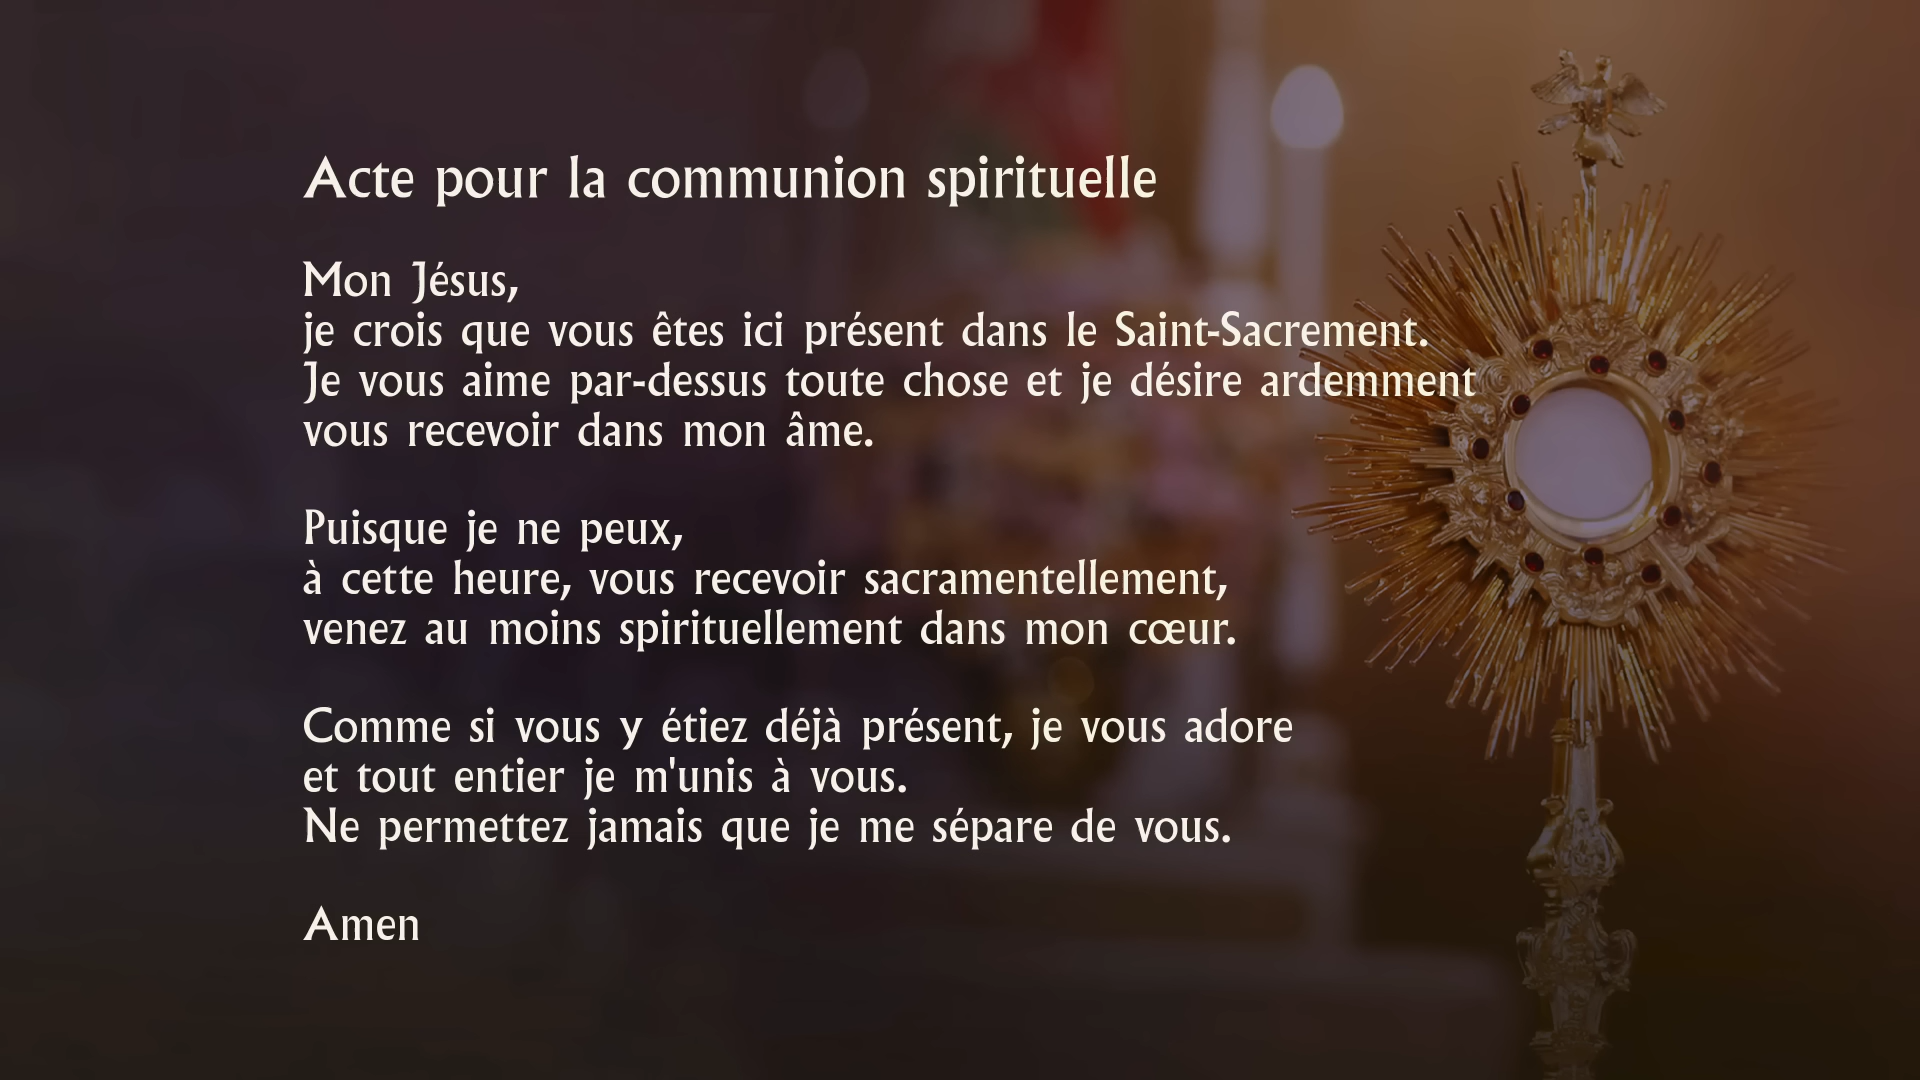 Acte pour la communion spirituelle
Mon Jésus,
je crois que vous êtes ici présent dans le Saint-Sacrement.
Je vous aime par-dessus toute chose et je désire ardemment
vous recevoir dans mon âme.
Puisque je ne peux,
à cette heure, vous recevoir sacramentellement,
venez au moins spirituellement dans mon cœur.
Comme si vous y étiez déjà présent, je vous adore
et tout entier je m'unis à vous.
Ne permettez jamais que je me sépare de vous.
Amen